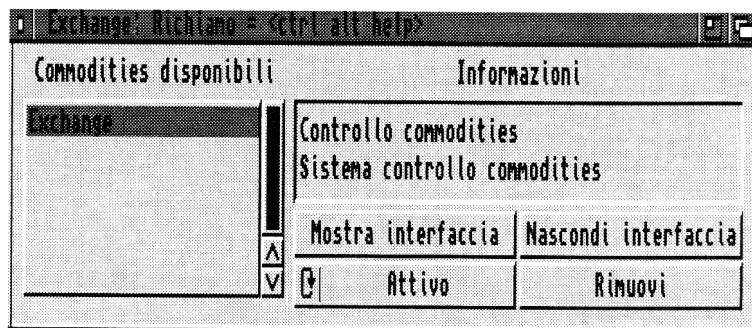 Exchange: Richiamo = <ctrl alt help>
Commodities disponibili
Informazioni
Exchange
Controllo commodities
Sistema controllo commodities
Mostra interfaccia
Nascondi interfaccia
Attivo
Rimuovi